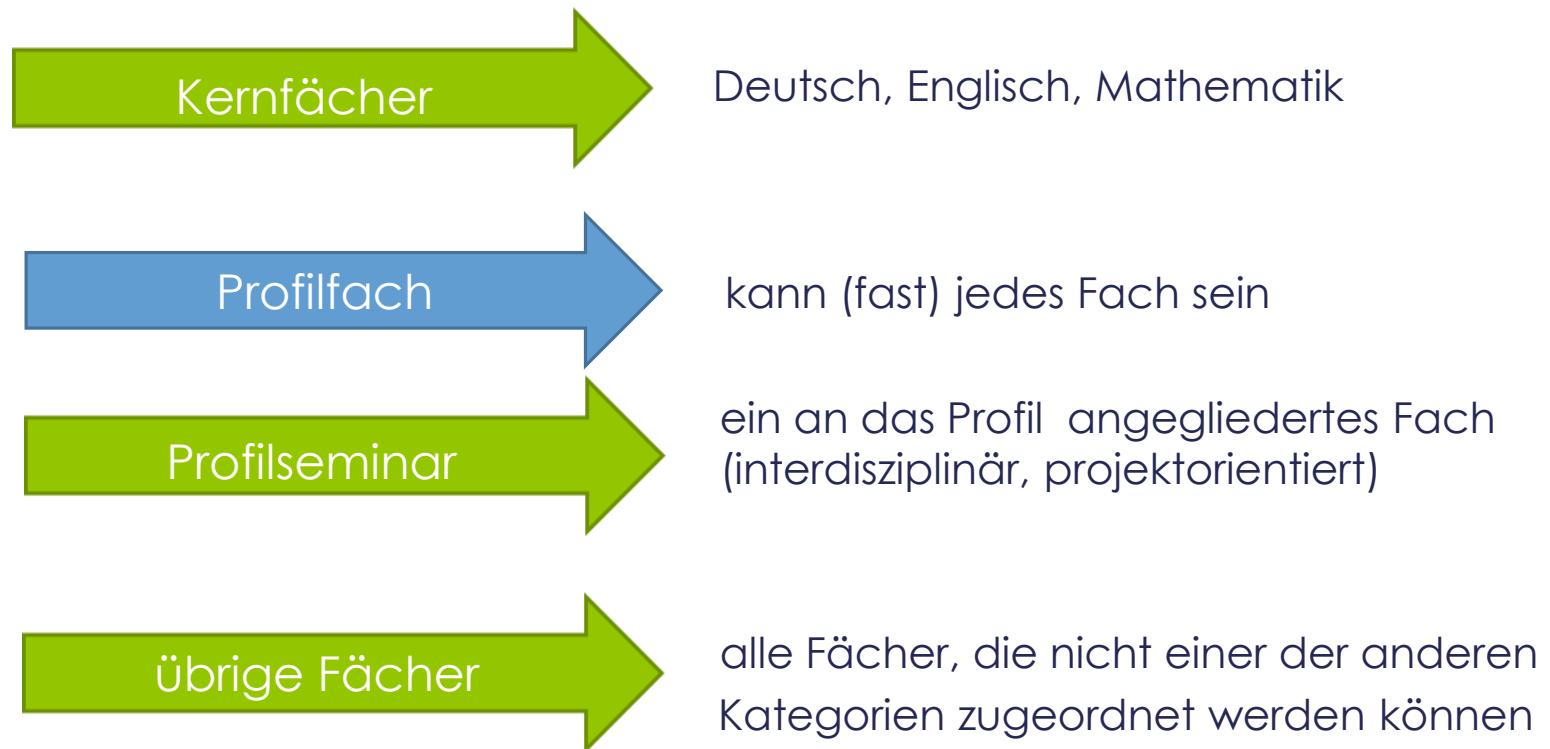 Kernfächer
Deutsch, Englisch, Mathematik
Profilfach
kann (fast) jedes Fach sein
Profilseminar
ein an das Profil  angegliedertes Fach
(interdisziplinär, projektorientiert)
übrige Fächer
alle Fächer, die nicht einer der anderen
Kategorien zugeordnet werden können